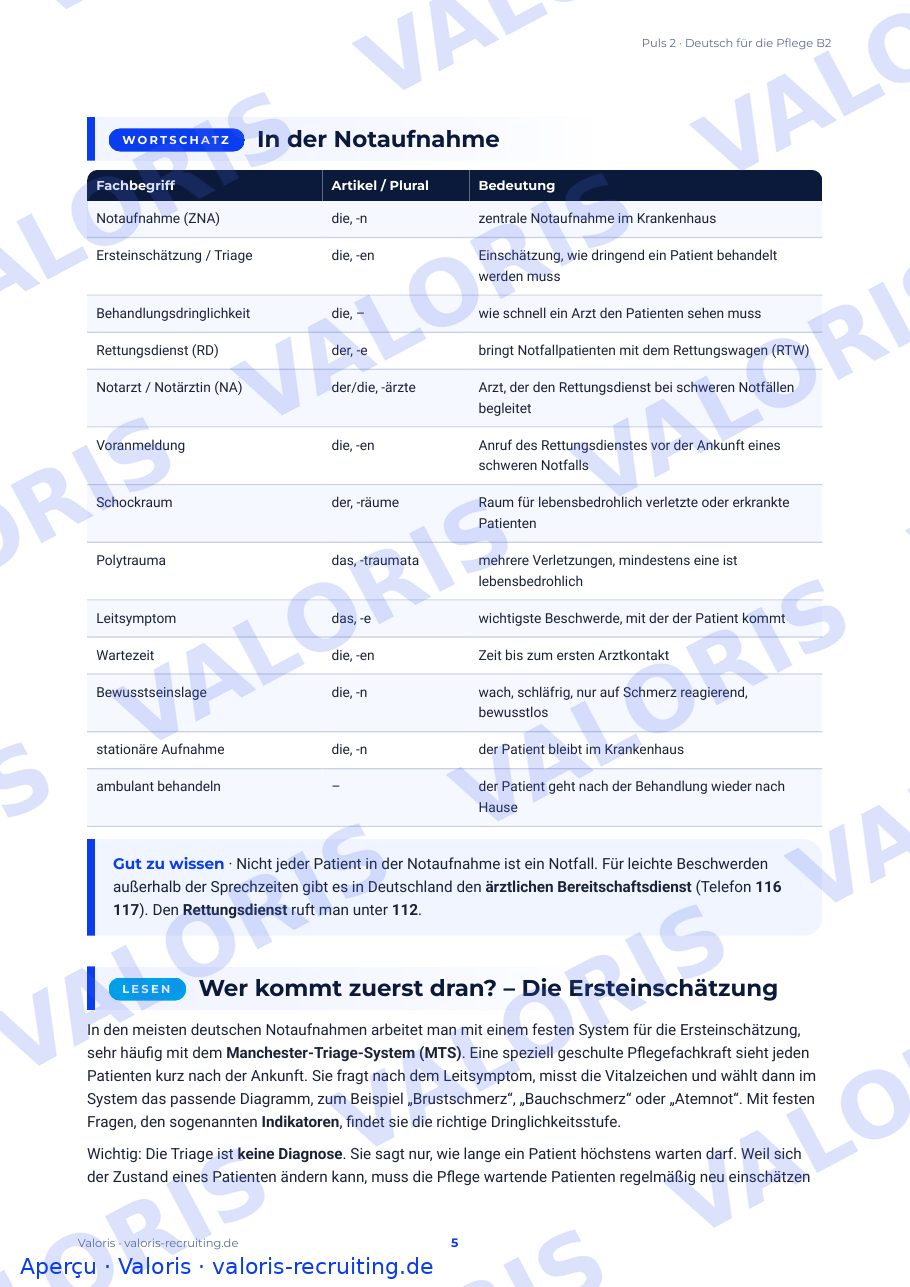 Puls 2 · Deutsch für die Pflege B2
WORTSCHATZ In der Notaufnahme
Fachbegriff Artikel / Plural Bedeutung
Notaufnahme (ZNA) die, -n zentrale Notaufnahme im Krankenhaus
Ersteinschätzung / Triage die, -en Einschätzung, wie dringend ein Patient behandelt
werden muss
Behandlungsdringlichkeit die, – wie schnell ein Arzt den Patienten sehen muss
Rettungsdienst (RD) der, -e bringt Notfallpatienten mit dem Rettungswagen (RTW)
Notarzt / Notärztin (NA) der/die, -ärzte Arzt, der den Rettungsdienst bei schweren Notfällen
begleitet
Voranmeldung die, -en Anruf des Rettungsdienstes vor der Ankunft eines
schweren Notfalls
Schockraum der, -räume Raum für lebensbedrohlich verletzte oder erkrankte
Patienten
Polytrauma das, -traumata mehrere Verletzungen, mindestens eine ist
lebensbedrohlich
Leitsymptom das, -e wichtigste Beschwerde, mit der der Patient kommt
Wartezeit die, -en Zeit bis zum ersten Arztkontakt
Bewusstseinslage die, -n wach, schläfrig, nur auf Schmerz reagierend,
bewusstlos
stationäre Aufnahme die, -n der Patient bleibt im Krankenhaus
ambulant behandeln – der Patient geht nach der Behandlung wieder nach
Hause
Gut zu wissen · Nicht jeder Patient in der Notaufnahme ist ein Notfall. Für leichte Beschwerden
außerhalb der Sprechzeiten gibt es in Deutschland den ärztlichen Bereitschaftsdienst (Telefon 116
117). Den Rettungsdienst ruft man unter 112.
LESEN Wer kommt zuerst dran? – Die Ersteinschätzung
In den meisten deutschen Notaufnahmen arbeitet man mit einem festen System für die Ersteinschätzung,
sehr häufig mit dem Manchester-Triage-System (MTS). Eine speziell geschulte Pflegefachkraft sieht jeden
Patienten kurz nach der Ankunft. Sie fragt nach dem Leitsymptom, misst die Vitalzeichen und wählt dann im
System das passende Diagramm, zum Beispiel „Brustschmerz“, „Bauchschmerz“ oder „Atemnot“. Mit festen
Fragen, den sogenannten Indikatoren, findet sie die richtige Dringlichkeitsstufe.
Wichtig: Die Triage ist keine Diagnose. Sie sagt nur, wie lange ein Patient höchstens warten darf. Weil sich
der Zustand eines Patienten ändern kann, muss die Pflege wartende Patienten regelmäßig neu einschätzen
Valoris · valoris-recruiting.de 5
Aperçu · Valoris · valoris-recruiting.de
VALORIS